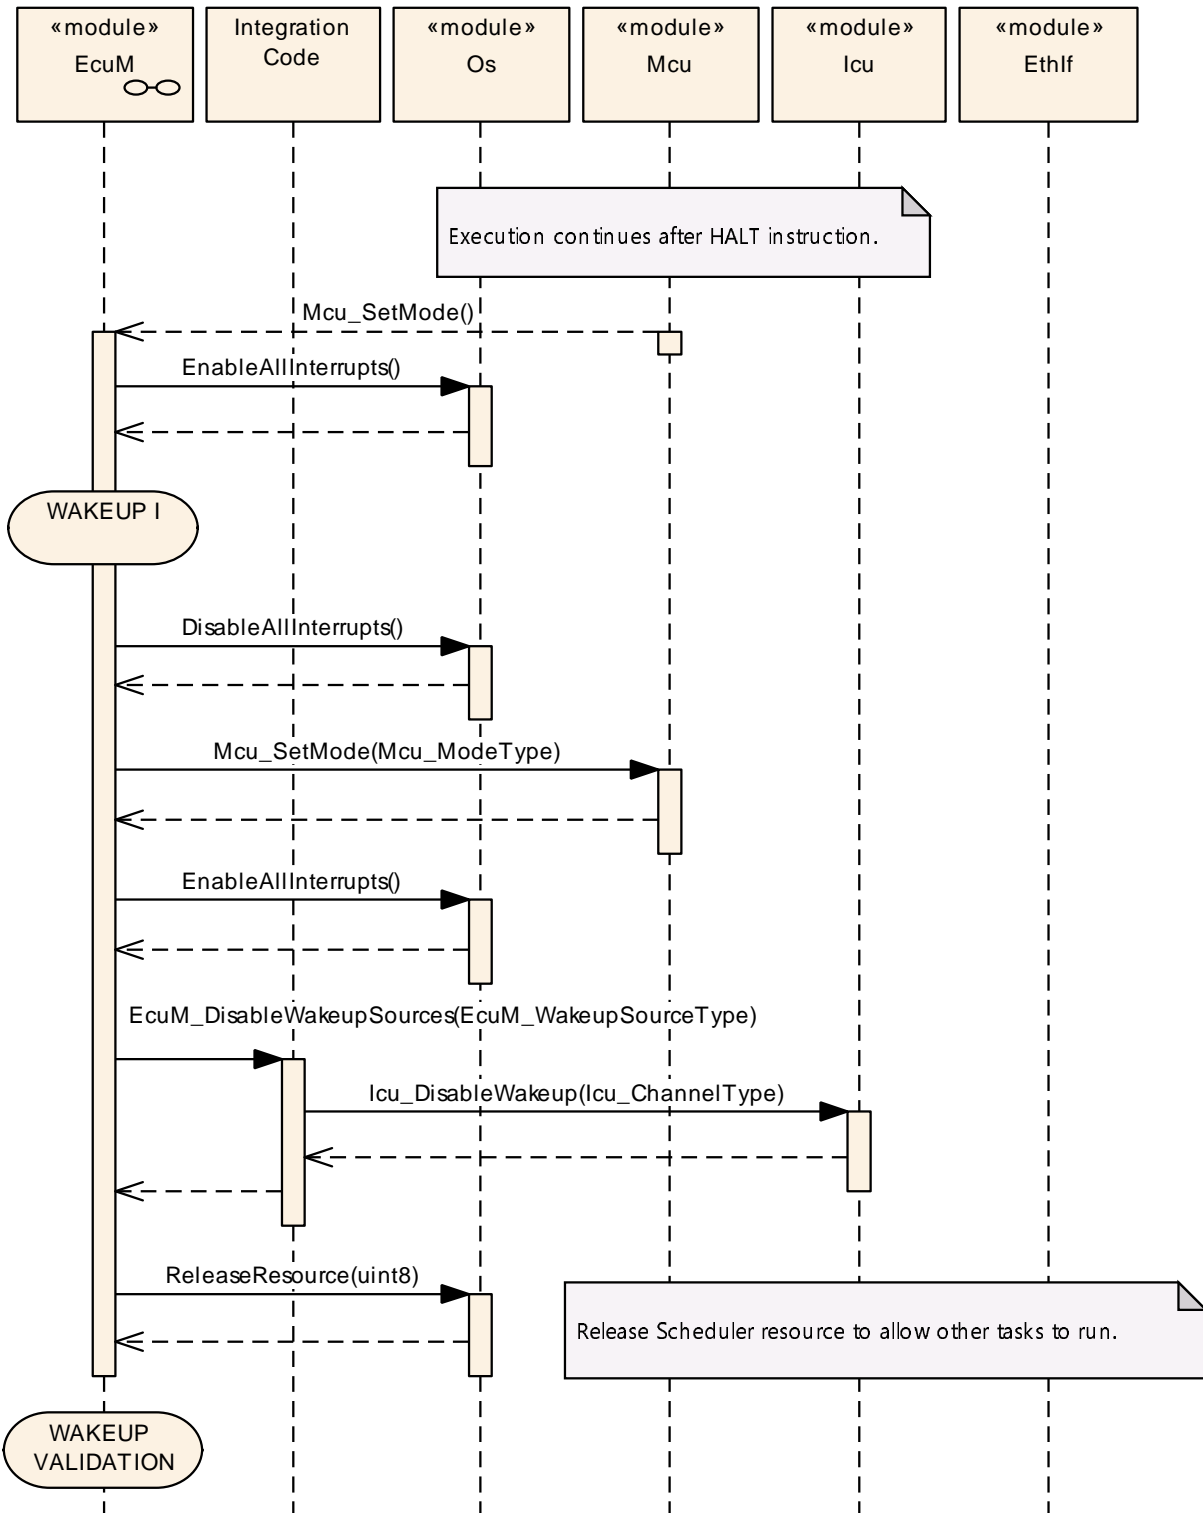 «module»
EcuM
Integration
Code
«module»
Os
«module»
Mcu
«module»
Icu
«module»
EthIf
Execution continues after HALT instruction.
Mcu_SetMode()
EnableAllInterrupts()
WAKEUP I
DisableAllInterrupts()
Mcu_SetMode(Mcu_ModeType)
EnableAllInterrupts()
EcuM_DisableWakeupSources(EcuM_WakeupSourceType)
Icu_DisableWakeup(Icu_ChannelType)
ReleaseResource(uint8)
Release Scheduler resource to allow other tasks to run.
WAKEUP
VALIDATION